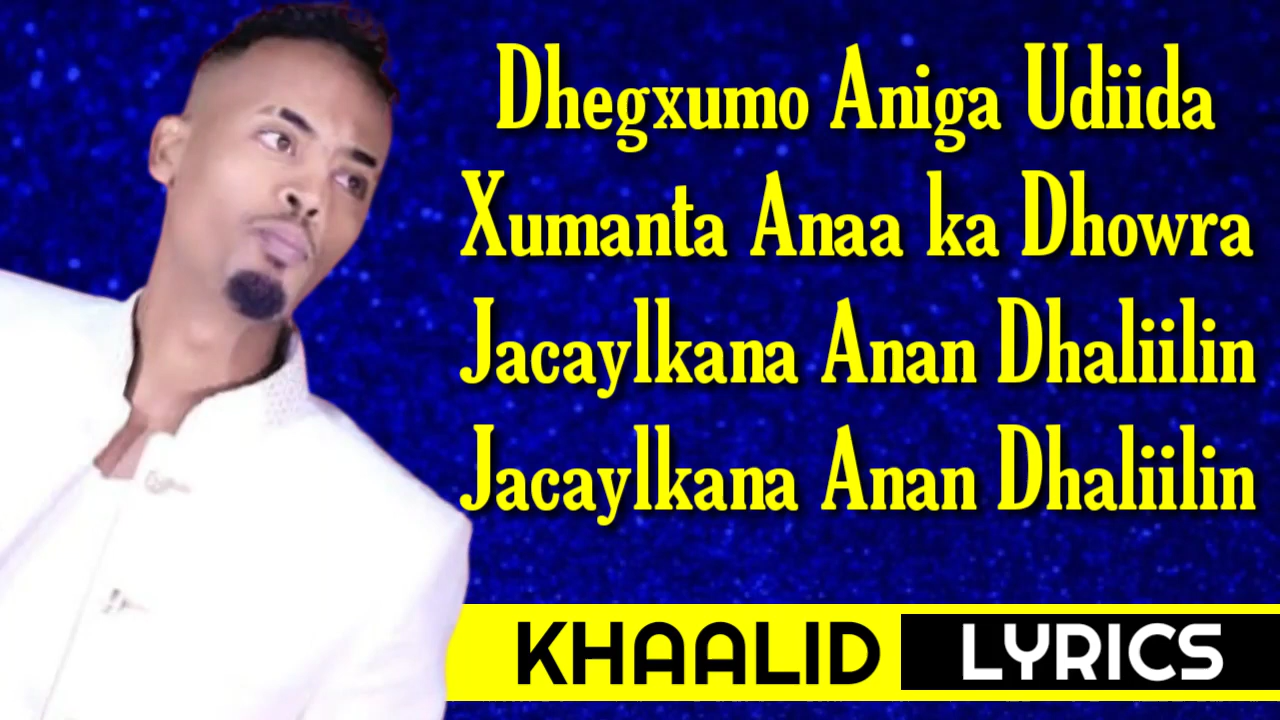 Dhegxumo Aniga Udiida
Xumanta Anaa ka Dhowra
Jacaylkana Anan Dhaliilin
Jacaylkana Anan Dhaliilin
KHAALID LYRICS